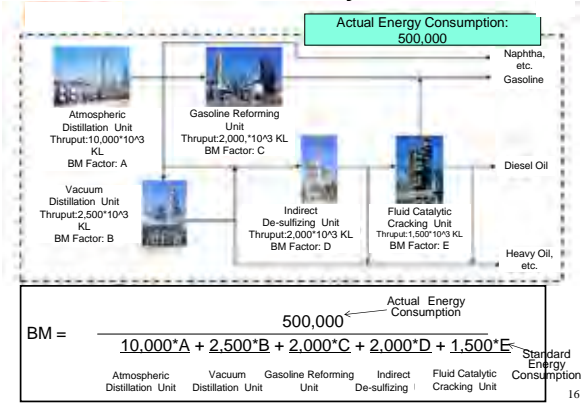 Actual Energy Consumption:
500,000
Naphtha,
etc.
Gasoline
Atmospheric
Distillation Unit
Thruput:10,000*10^3
KL
BM Factor: A
Gasoline Reforming
Unit
Thruput:2,000,*10^3 KL
BM Factor: C
Vacuum
Distillation Unit
Thruput:2,500*10^3
KL
BM Factor: B
Indirect
De-sulfizing Unit
Thruput:2,000*10^3 KL
BM Factor: D
Fluid Catalytic
Cracking Unit
Thruput:1,500*10^3 KL
BM Factor: E
Diesel Oil
Heavy Oil,
etc.
Actual Energy
Consumption
BM =
500,000
10,000*A + 2,500*B + 2,000*C + 2,000*D + 1,500*E
Standard
Energy
Consumption
Atmospheric
Distillation Unit
Vacuum
Distillation Unit
Gasoline Reforming
Unit
Indirect
De-sulfizing
Fluid Catalytic
Cracking Unit
16